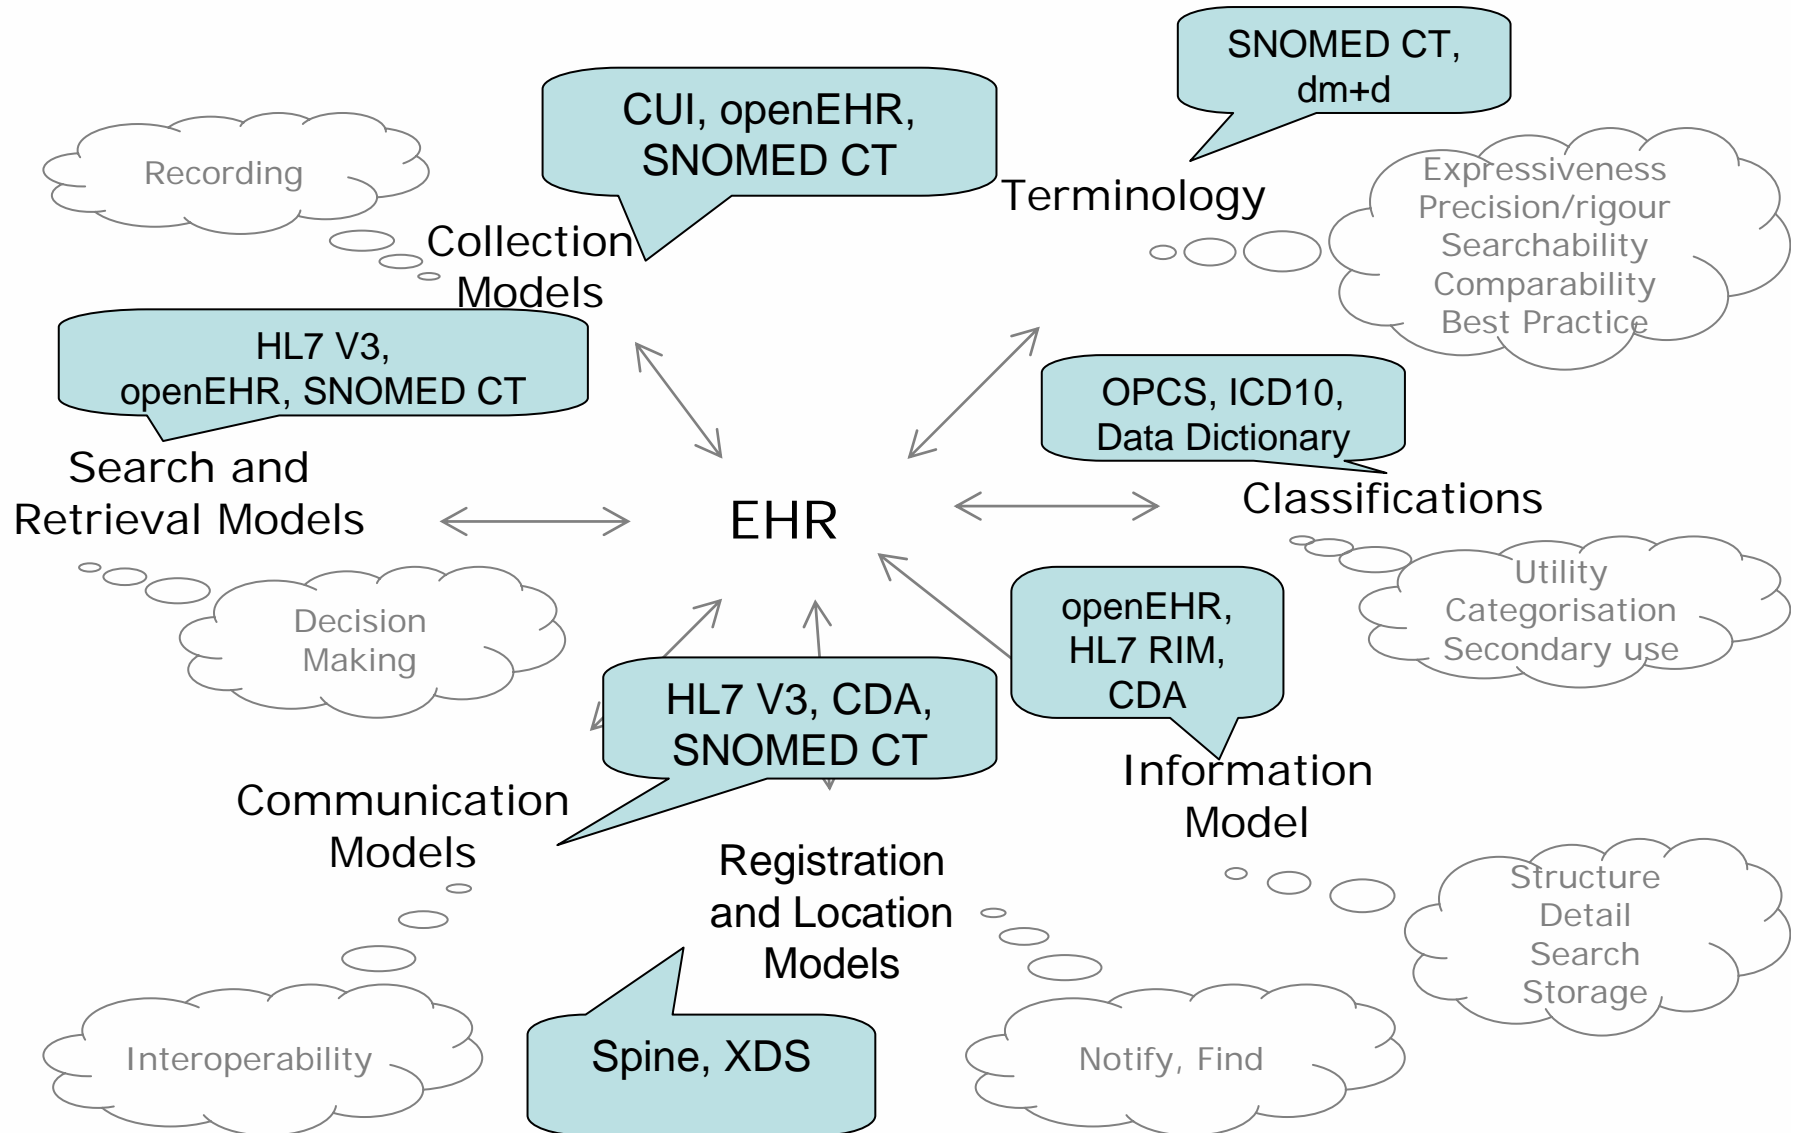 SNOMED CT,
dm+d
CUI, openEHR,
SNOMED CT
Recording
Terminology
Expressiveness
Precision/rigour
Searchability
Comparability
Best Practice
Collection
Models
HL7 V3,
openEHR, SNOMED CT
OPCS, ICD10,
Data Dictionary
Search and
Retrieval Models
EHR
Classifications
Decision
Making
Utility
Categorisation
Secondary use
openEHR,
HL7 RIM,
CDA
HL7 V3, CDA,
SNOMED CT
Information
Model
Communication
Models
Registration
and Location
Models
Structure
Detail
Search
Storage
Interoperability
Spine, XDS
Notify, Find